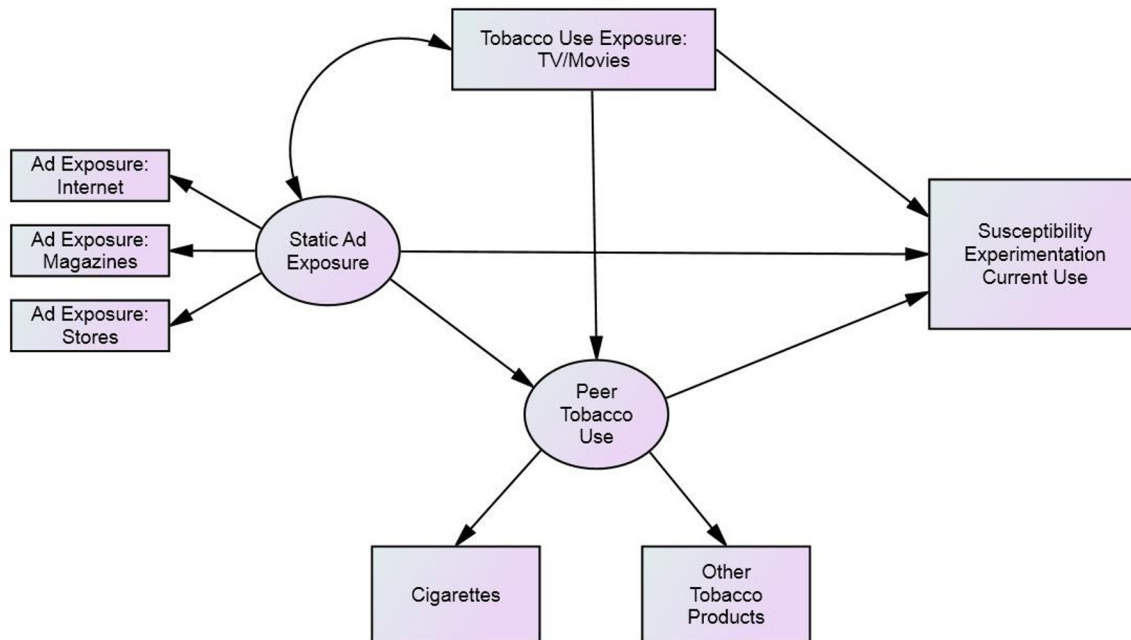 Tobacco Use Exposure:
TV/Movies
Ad Exposure:
Internet
Ad Exposure:
Magazines
Ad Exposure:
Stores
Static Ad
Exposure
Susceptibility
Experimentation
Current Use
Peer
Tobacco
Use
Cigarettes
Other
Tobacco
Products